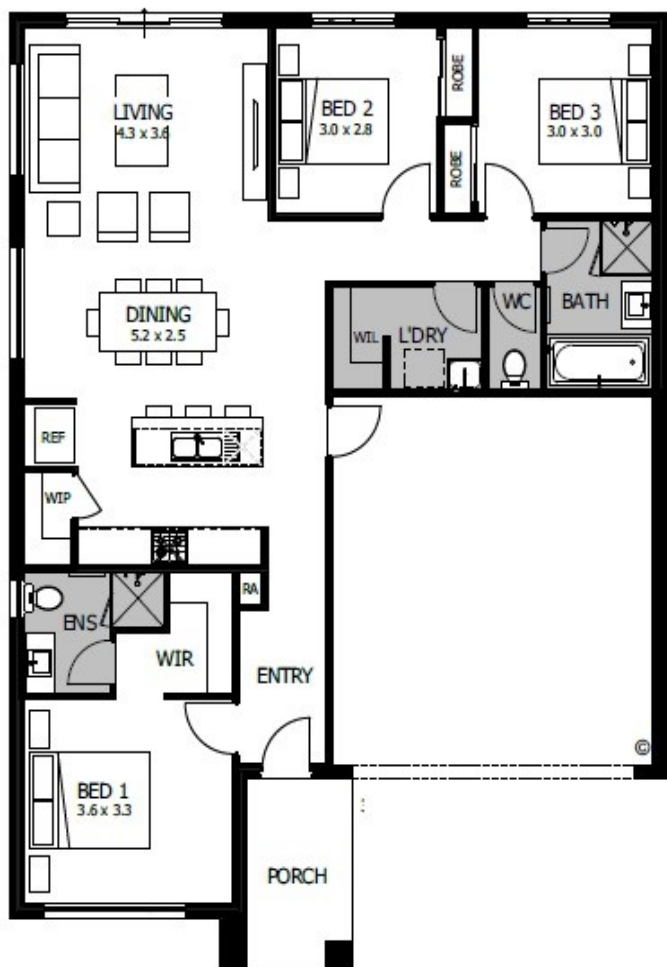 LIVING
4.3 x 3.6
BED 2
3.0 x 2.8
ROBE
ROBE
BED 3
3.0 x 3.0
DINING
5.2 x 2.5
WIL
L'DRY
WC
BATH
REF
WIP
ENS
WIR
RA
ENTRY
©
BED 1
3.6 x 3.3
PORCH